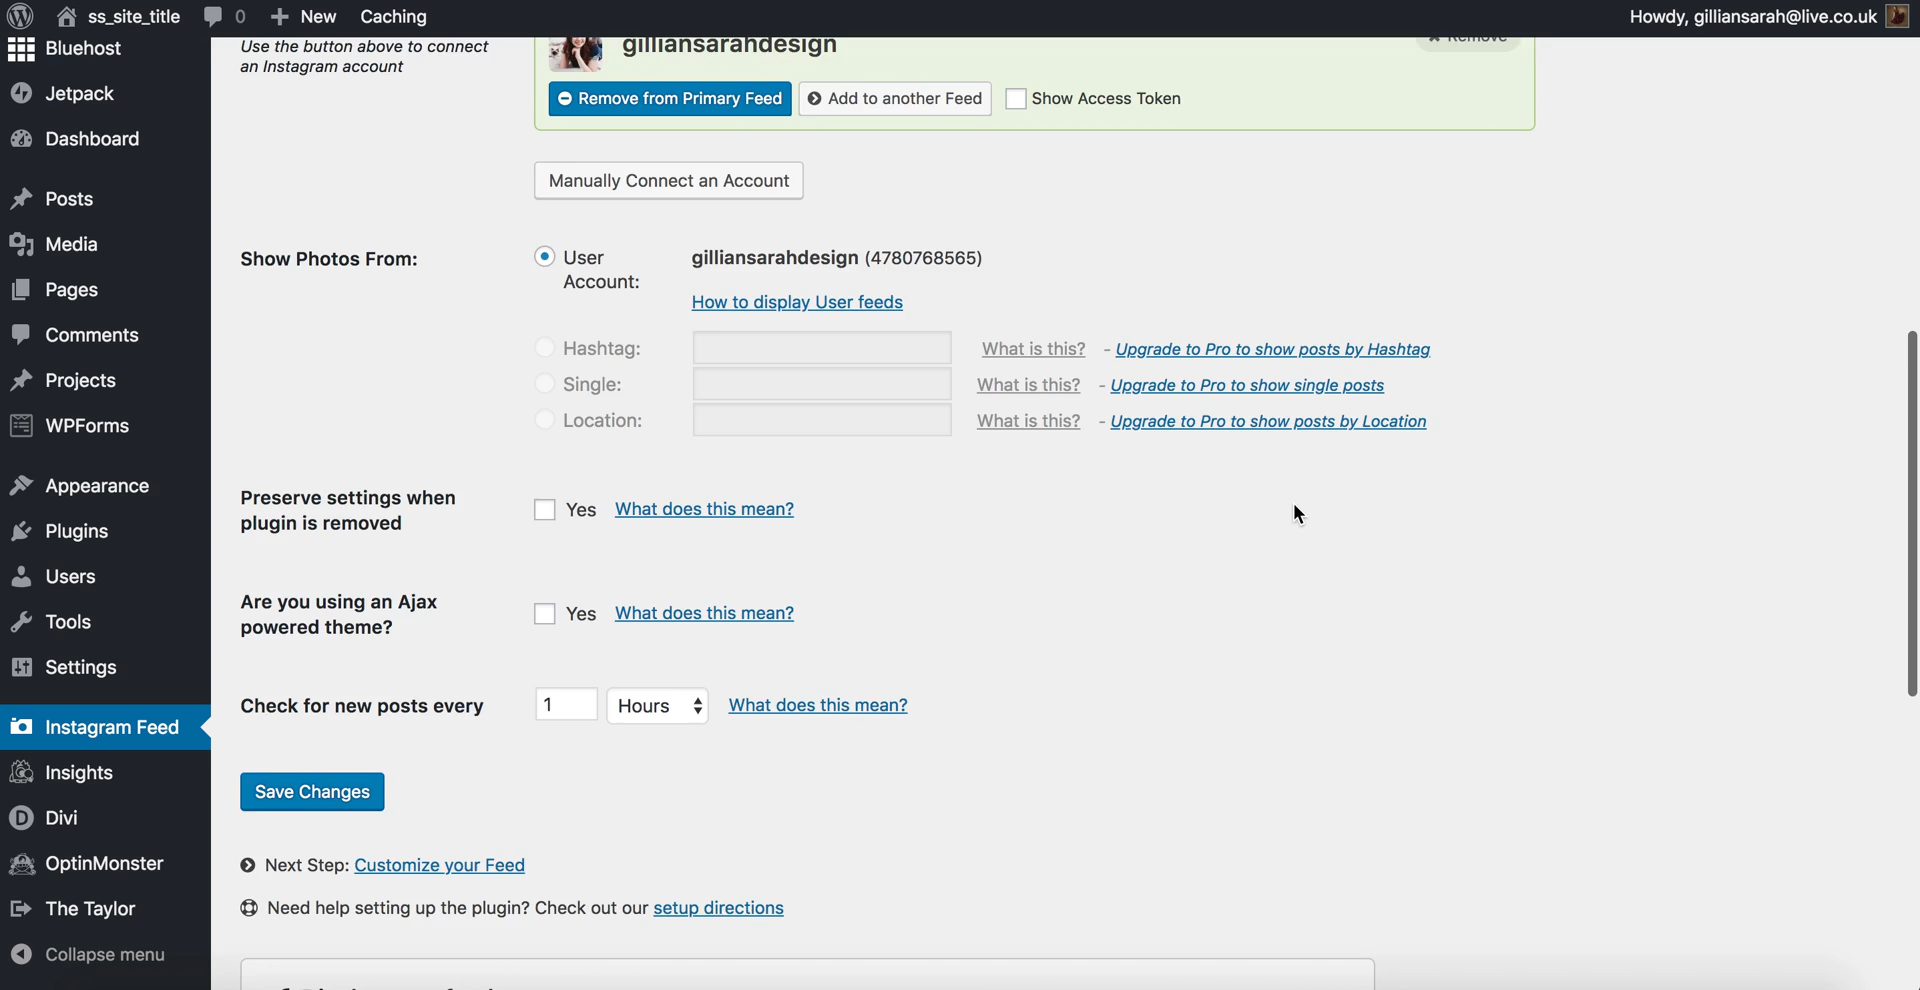 ss_site_title 0 New Caching Howdy, gilliansarah@live.co.uk
Bluehost
Jetpack
Dashboard
Posts
Media
Pages
Comments
Projects
WPForms
Appearance
Plugins
Users
Tools
Settings
Instagram Feed
Insights
Divi
OptinMonster
The Taylor
Collapse menu
Use the button above to connect
an Instagram account
gilliansarahdesign
Remove
Remove from Primary Feed Add to another Feed Show Access Token
Manually Connect an Account
Show Photos From:
User
Account:
gilliansarahdesign (4780768565)
How to display User feeds
Hashtag: What is this? - Upgrade to Pro to show posts by Hashtag
Single: What is this? - Upgrade to Pro to show single posts
Location: What is this? - Upgrade to Pro to show posts by Location
Preserve settings when
plugin is removed
Yes What does this mean?
Are you using an Ajax
powered theme?
Yes What does this mean?
Check for new posts every 1 Hours What does this mean?
Save Changes
Next Step: Customize your Feed
Need help setting up the plugin? Check out our setup directions